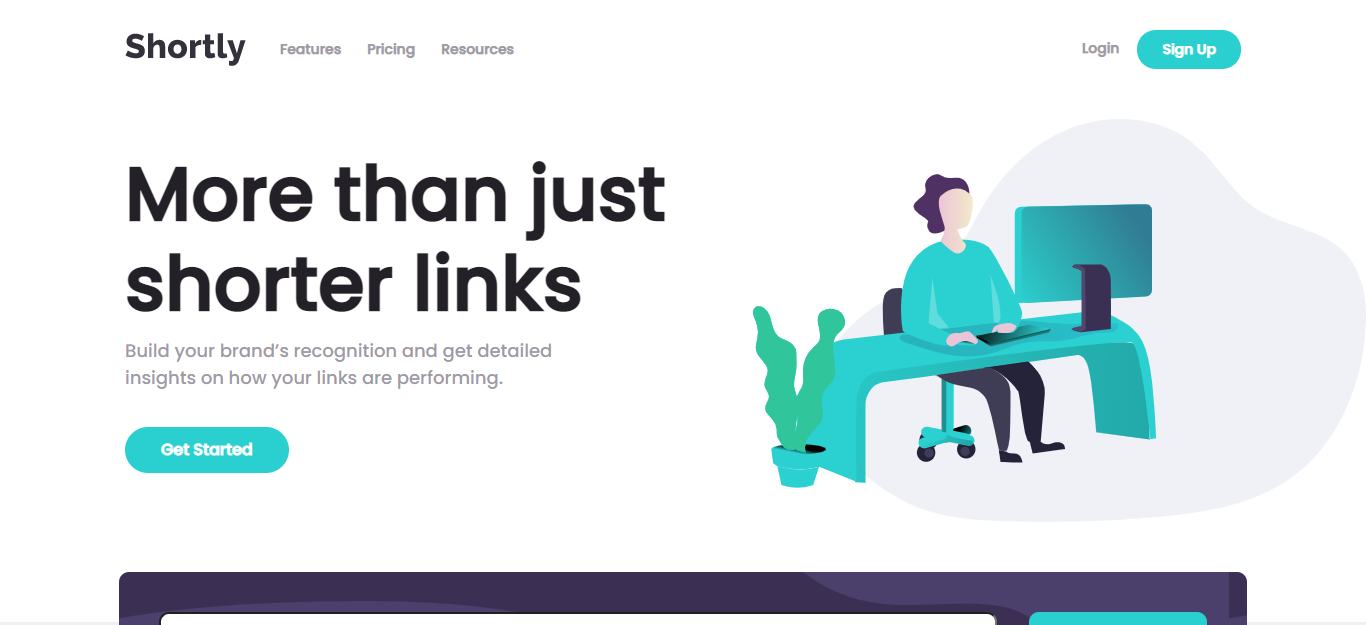 Shortly
Features
Pricing
Resources
Login
Sign Up
More than just
shorter links
Build your brand’s recognition and get detailed
insights on how your links are performing.
Get Started